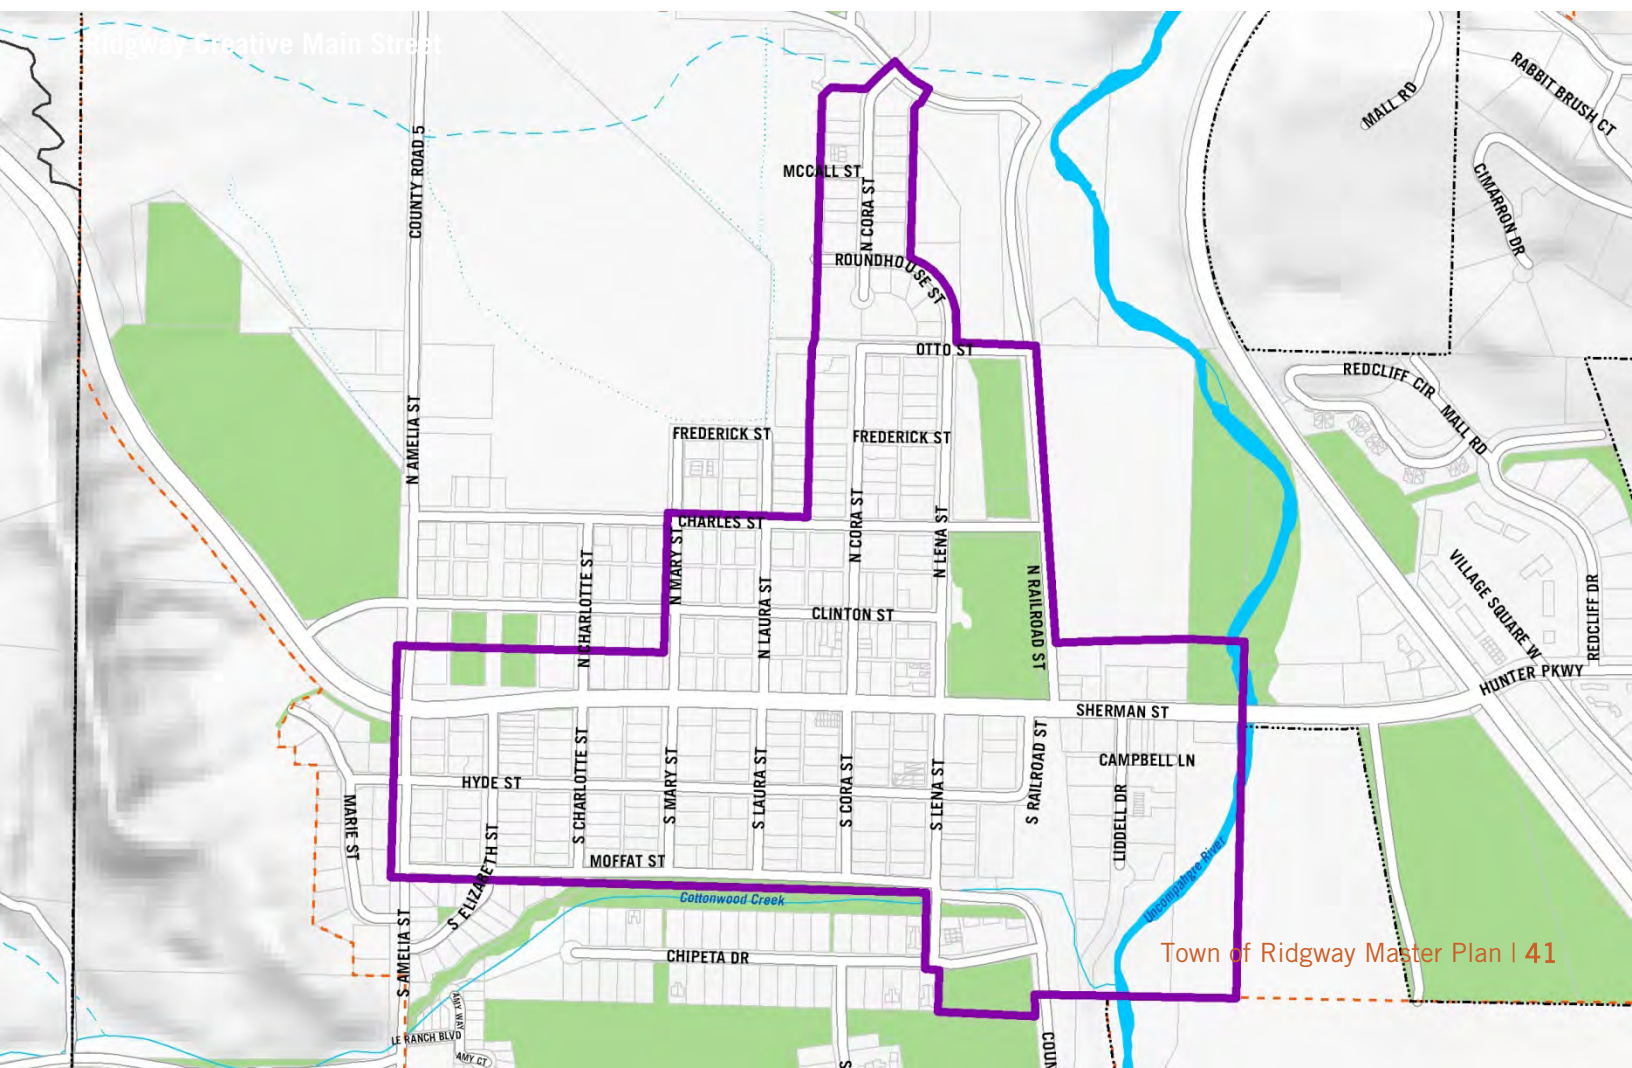 Ridgway Creative Main Street
COUNTY ROAD 5
MALL RD
RABBIT BRUSH CT
CIMARRON DR
MCCALL ST
N CORA ST
ROUNDHOUSE ST
OTTO ST
REDCLIFF CIR
MALL RD
N AMELIA ST
FREDERICK ST
FREDERICK ST
CHARLES ST
N CORA ST
N LENA ST
N MARY ST
N CHARLOTTE ST
N LAURA ST
CLINTON ST
N RAILROAD ST
VILLAGE SQUARE W
REDCLIFF DR
HUNTER PKWY
SHERMAN ST
CAMPBELL LN
HYDE ST
S CHARLOTTE ST
S MARY ST
S LAURA ST
S CORA ST
S LENA ST
S RAILROAD ST
LIDDELL DR
MARIE ST
MOFFAT ST
S ELIZABETH ST
Cottonwood Creek
Uncompahgre River
S AMELIA ST
CHIPETA DR
Town of Ridgway Master Plan | 41
AMY WAY
LE RANCH BLVD
AMY CT
S
COUN